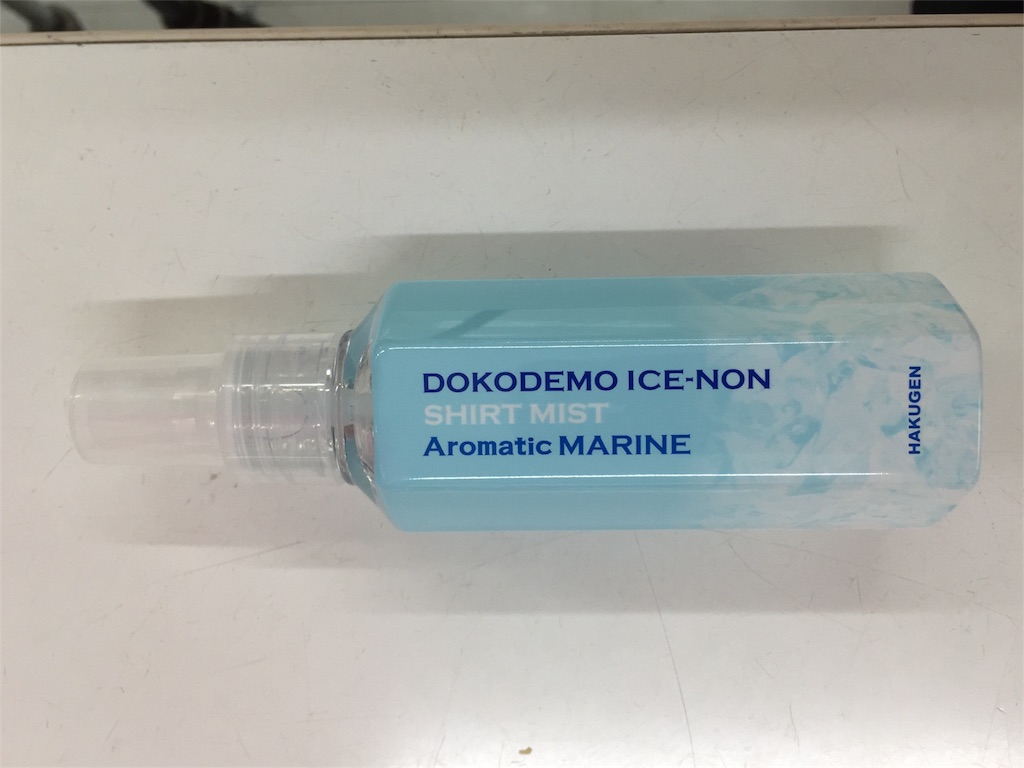 DOKODEMO ICE-NON
SHIRT MIST
Aromatic MARINE
HAKUGEN